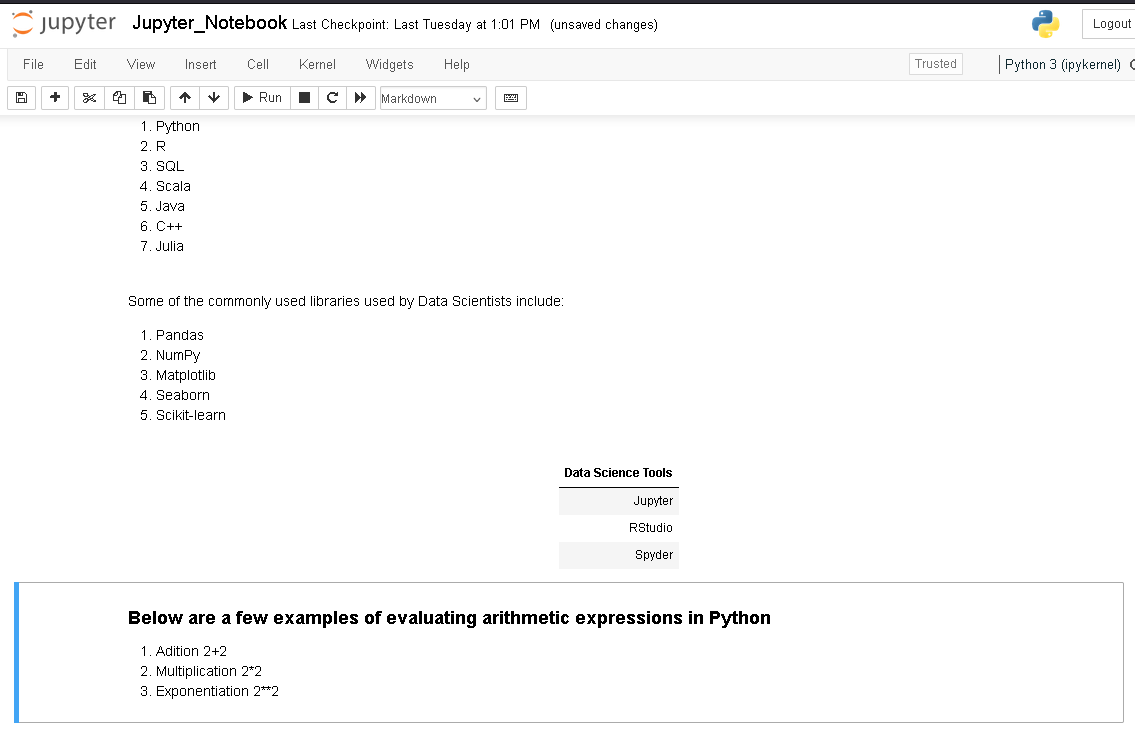 jupyter Jupyter_Notebook Last Checkpoint: Last Tuesday at 1:01 PM (unsaved changes) Logout
File Edit View Insert Cell Kernel Widgets Help Trusted Python 3 (ipykernel)
Run Markdown
1. Python
2. R
3. SQL
4. Scala
5. Java
6. C++
7. Julia
Some of the commonly used libraries used by Data Scientists include:
1. Pandas
2. NumPy
3. Matplotlib
4. Seaborn
5. Scikit-learn
Data Science Tools
Jupyter
RStudio
Spyder
Below are a few examples of evaluating arithmetic expressions in Python
1. Adition 2+2
2. Multiplication 2*2
3. Exponentiation 2**2